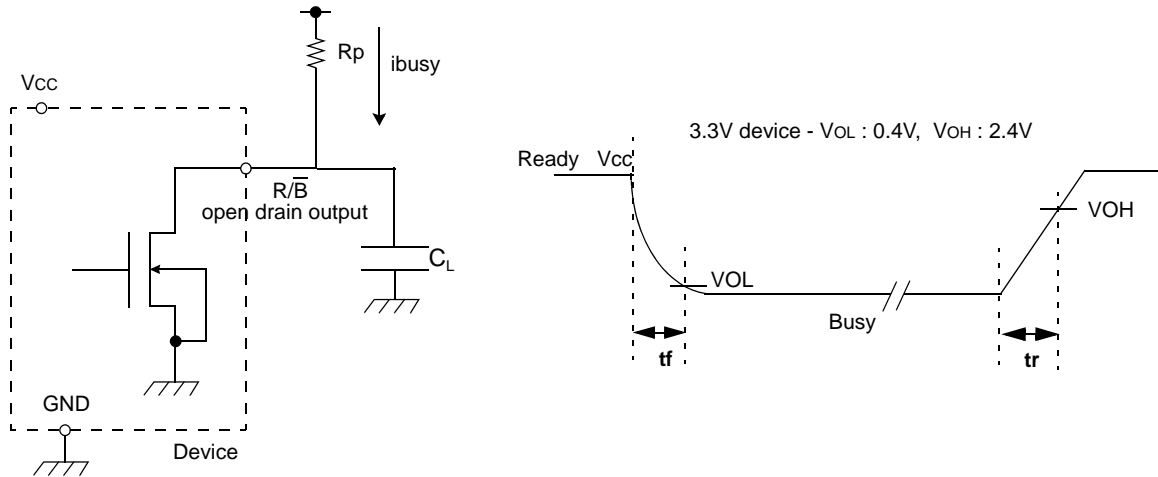 Rp
ibusy
VCC
R/B̅
open drain output
CL
GND
Device
3.3V device - VOL : 0.4V, VOH : 2.4V
Ready Vcc
VOH
VOL
Busy
tf
tr